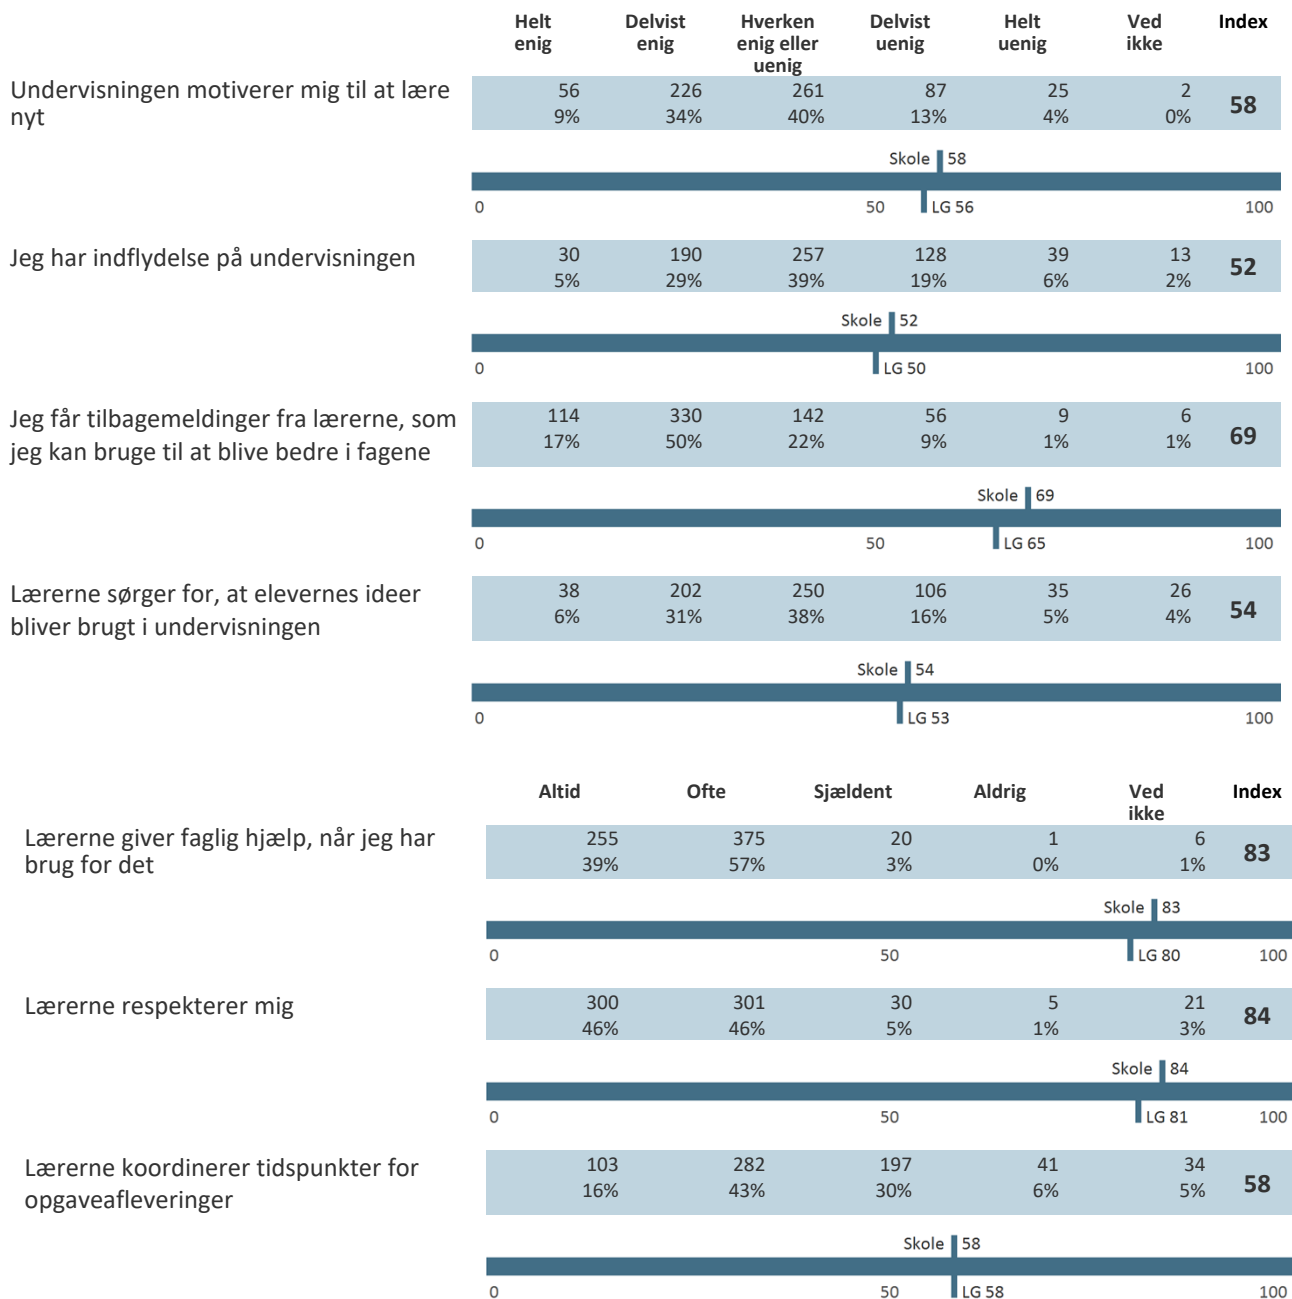 Helt enig Delvist enig Hverken enig eller uenig Delvist uenig Helt uenig Ved ikke Index
Undervisningen motiverer mig til at lære
nyt
56 226 261 87 25 2
9% 34% 40% 13% 4% 0%
58
Skole 58
0 50 LG 56 100
Jeg har indflydelse på undervisningen
30 190 257 128 39 13
5% 29% 39% 19% 6% 2%
52
Skole 52
0 LG 50 100
Jeg får tilbagemeldinger fra lærerne, som
jeg kan bruge til at blive bedre i fagene
114 330 142 56 9 6
17% 50% 22% 9% 1% 1%
69
Skole 69
0 50 LG 65 100
Lærerne sørger for, at elevernes ideer
bliver brugt i undervisningen
38 202 250 106 35 26
6% 31% 38% 16% 5% 4%
54
Skole 54
0 LG 53 100
Altid Ofte Sjældent Aldrig Ved ikke Index
Lærerne giver faglig hjælp, når jeg har
brug for det
255 375 20 1 6
39% 57% 3% 0% 1%
83
Skole 83
0 50 LG 80 100
Lærerne respekterer mig
300 301 30 5 21
46% 46% 5% 1% 3%
84
Skole 84
0 50 LG 81 100
Lærerne koordinerer tidspunkter for
opgaveafleveringer
103 282 197 41 34
16% 43% 30% 6% 5%
58
Skole 58
0 50 LG 58 100